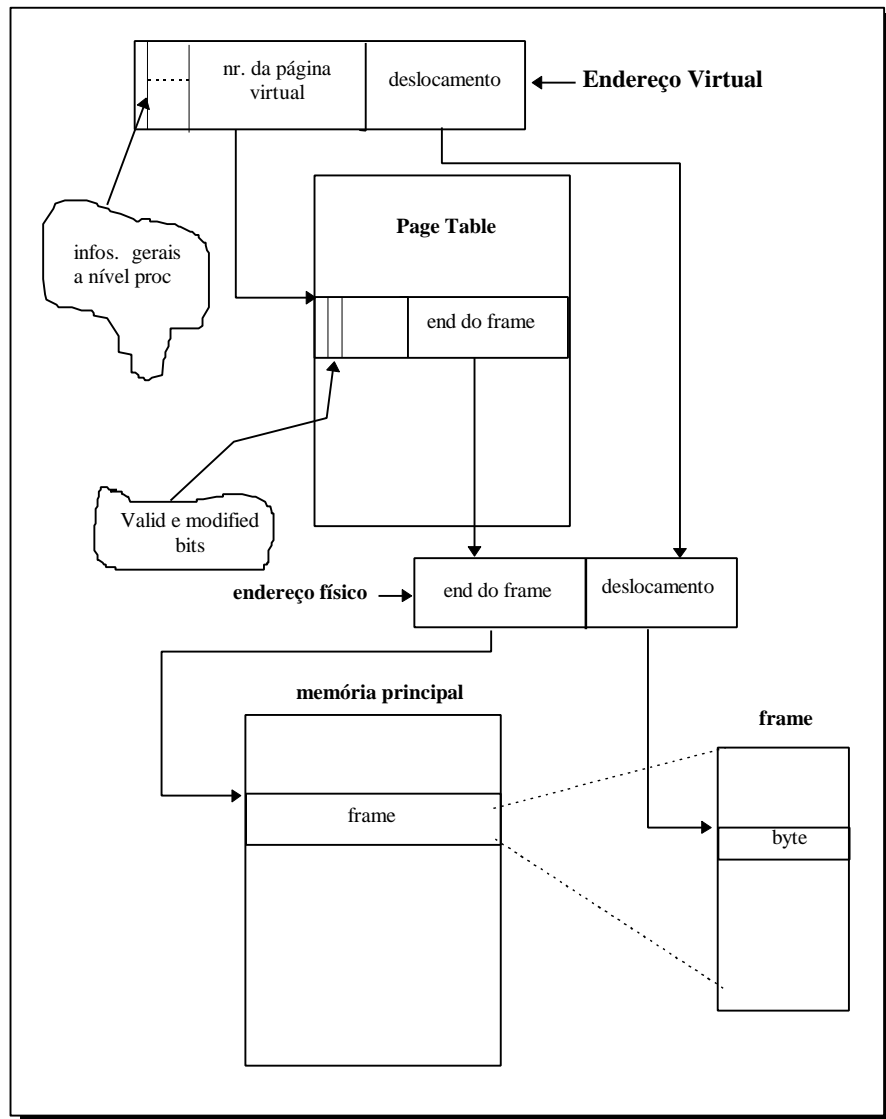 nr. da página
virtual
deslocamento
Endereço Virtual
Page Table
infos. gerais
a nível proc
end do frame
Valid e modified
bits
endereço físico
end do frame
deslocamento
memória principal
frame
frame
byte